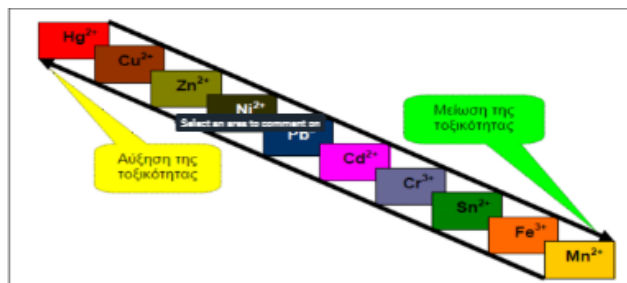 Hg²⁺
Cu²⁺
Zn²⁺
Ni²⁺
Select an area to comment on
Pb
Cd²⁺
Cr³⁺
Sn²⁺
Fe³⁺
Mn²⁺
Αύξηση της
τοξικότητας
Μείωση της
τοξικότητας